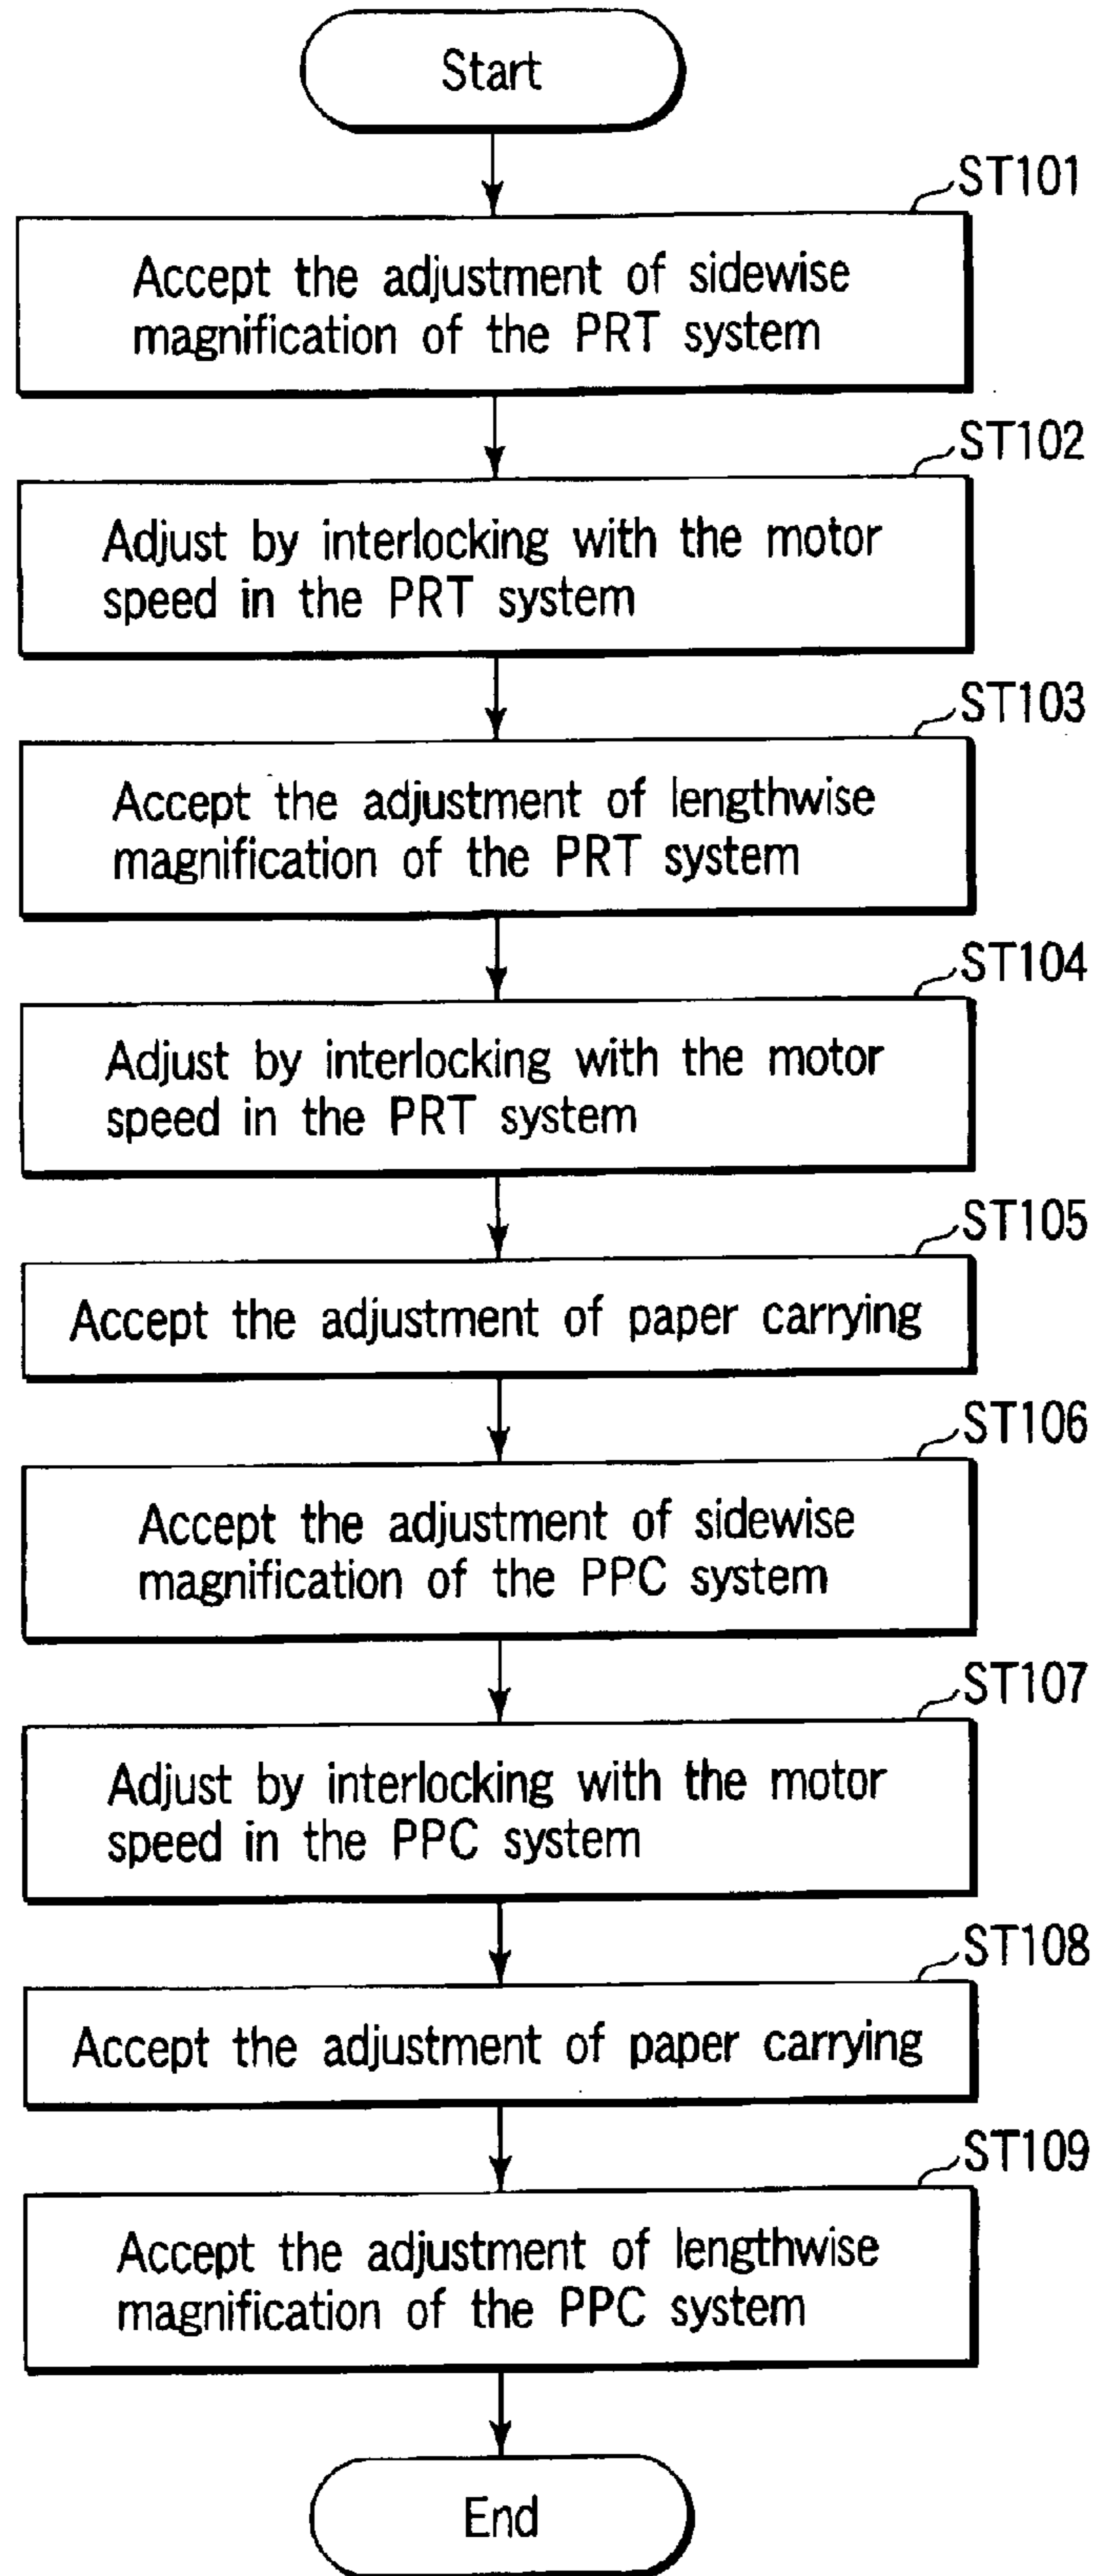 Start
ST101
Accept the adjustment of sidewise
magnification of the PRT system
ST102
Adjust by interlocking with the motor
speed in the PRT system
ST103
Accept the adjustment of lengthwise
magnification of the PRT system
ST104
Adjust by interlocking with the motor
speed in the PRT system
ST105
Accept the adjustment of paper carrying
ST106
Accept the adjustment of sidewise
magnification of the PPC system
ST107
Adjust by interlocking with the motor
speed in the PPC system
ST108
Accept the adjustment of paper carrying
ST109
Accept the adjustment of lengthwise
magnification of the PPC system
End